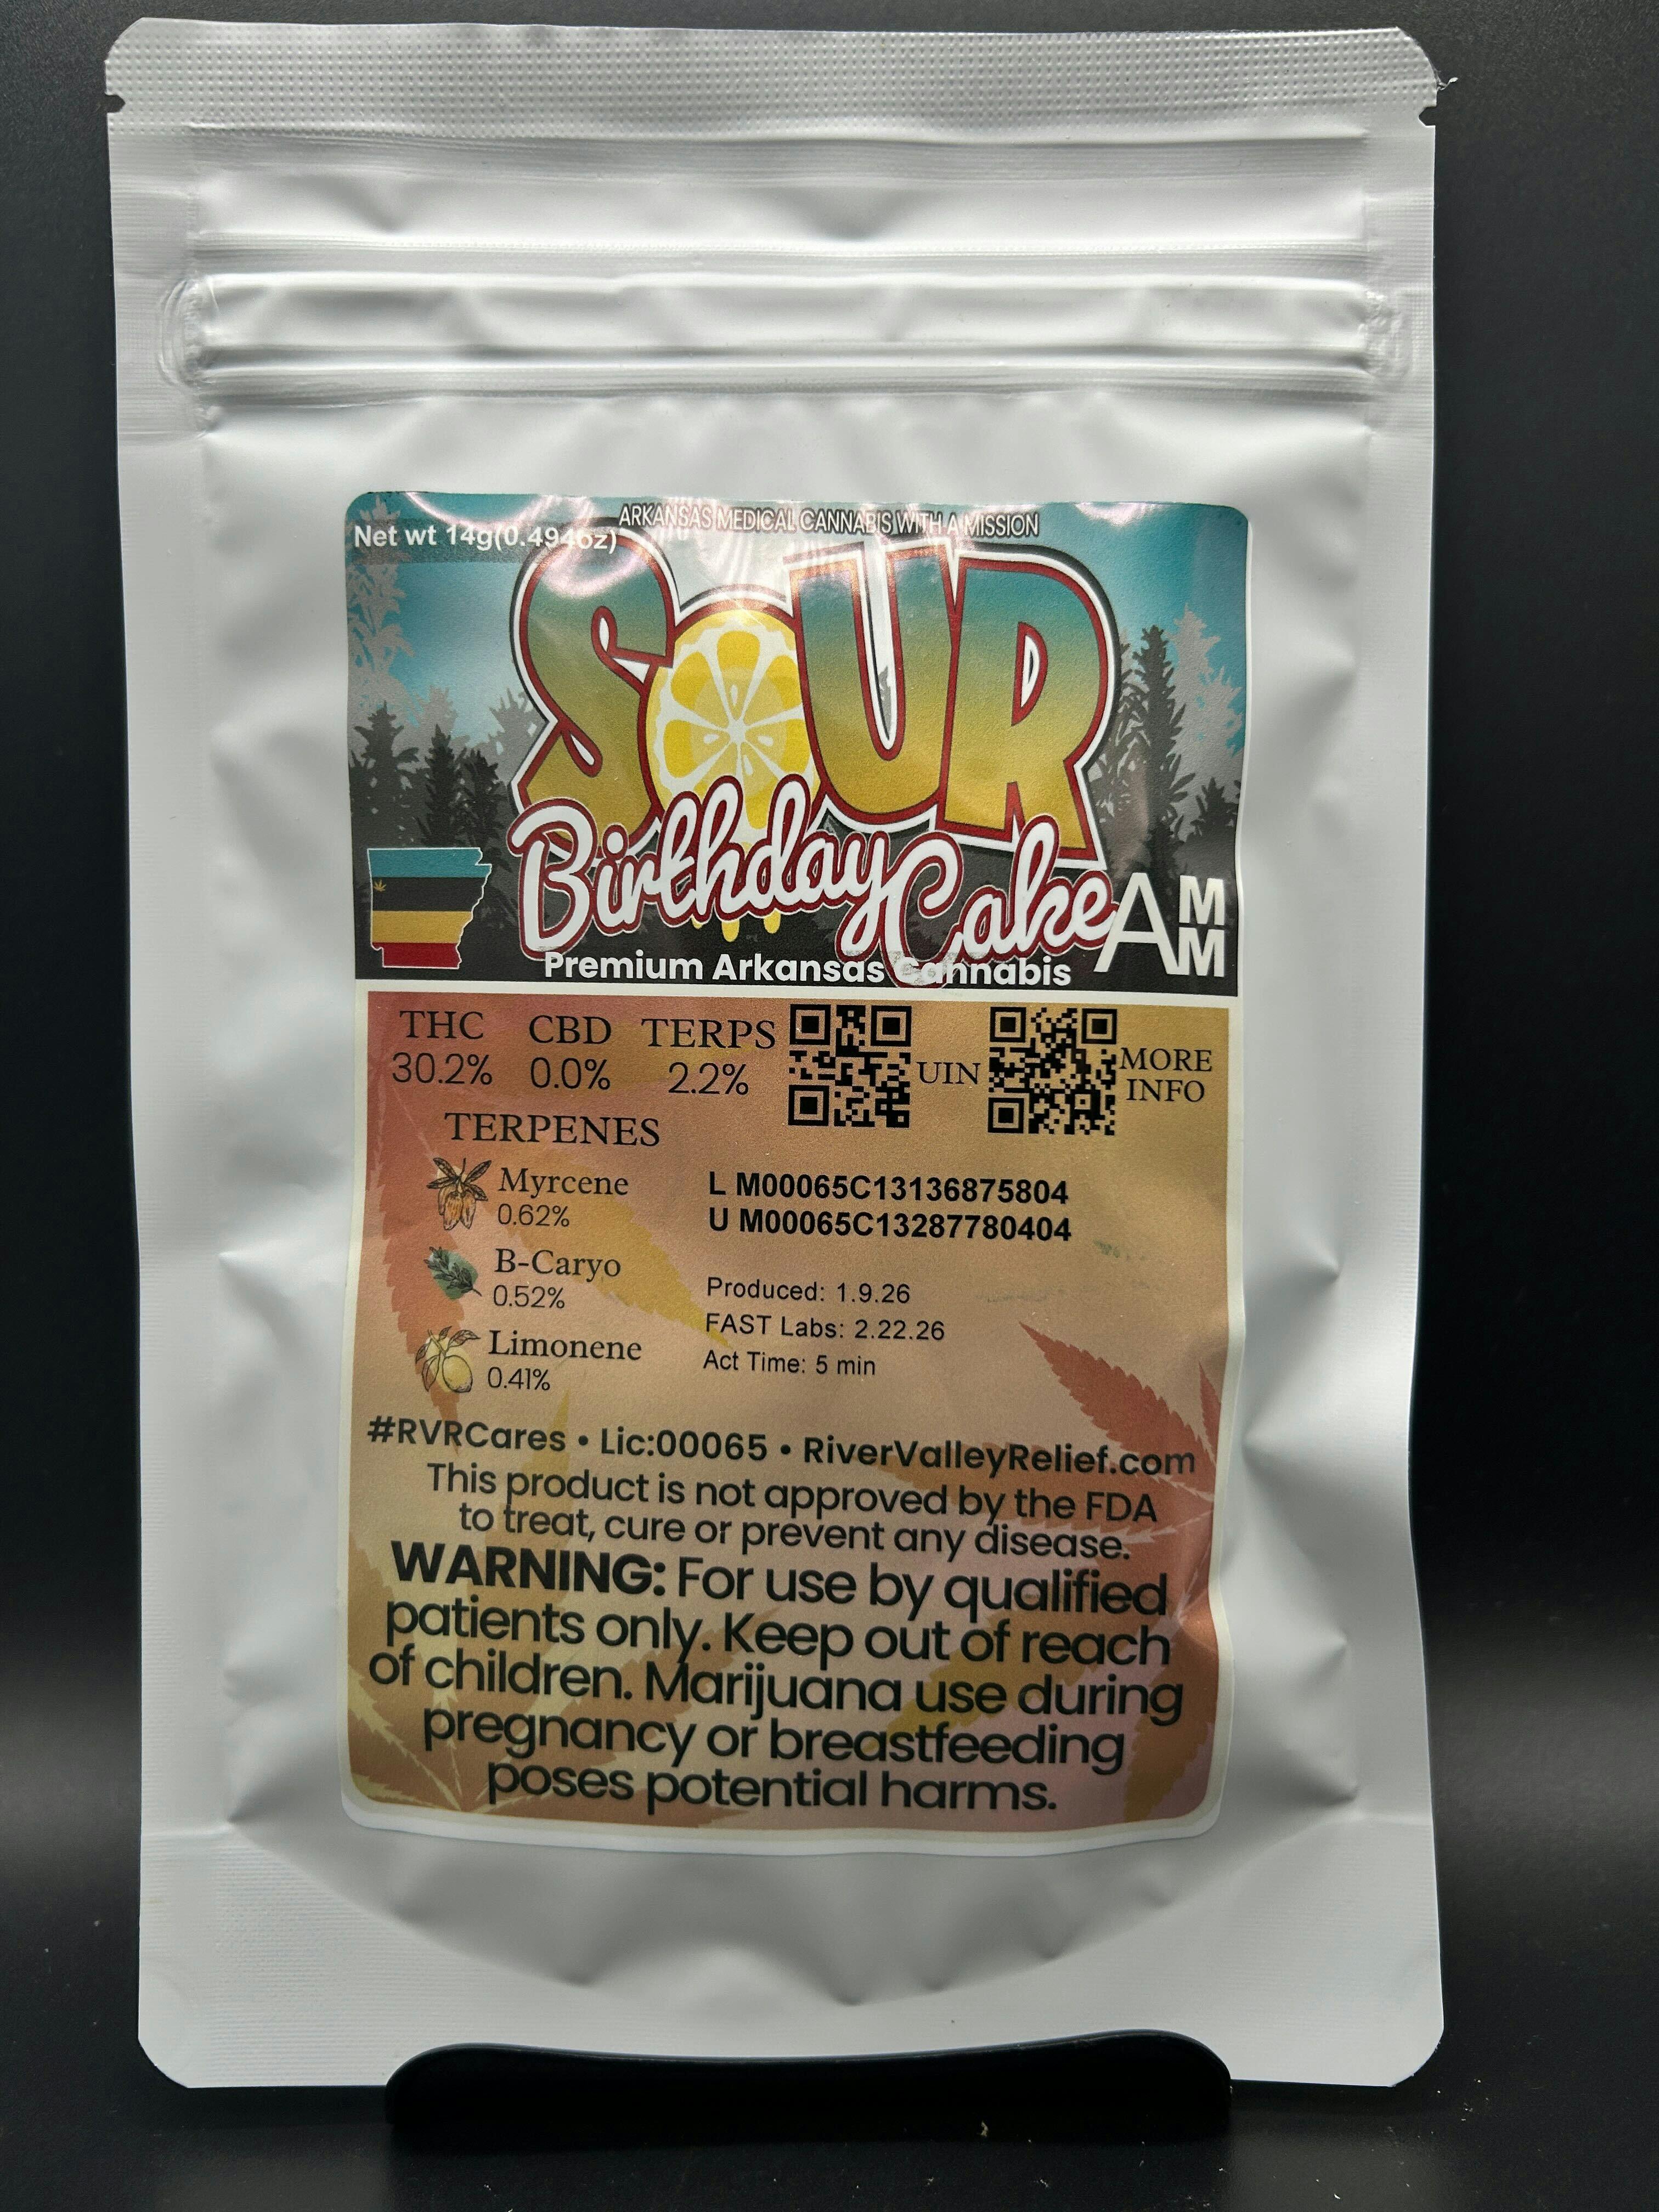 ARKANSAS MEDICAL CANNABIS WITH A MISSION
Net wt 14g(0.494oz)
SOUR
Birthday Cake
AMM
Premium Arkansas Cannabis
THC CBD TERPS
30.2% 0.0% 2.2%
UIN
MORE
INFO
TERPENES
Myrcene
0.62%
B-Caryo
0.52%
Limonene
0.41%
L M00065C13136875804
U M00065C13287780404
Produced: 1.9.26
FAST Labs: 2.22.26
Act Time: 5 min
#RVRCares • Lic:00065 • RiverValleyRelief.com
This product is not approved by the FDA
to treat, cure or prevent any disease.
WARNING: For use by qualified
patients only. Keep out of reach
of children. Marijuana use during
pregnancy or breastfeeding
poses potential harms.